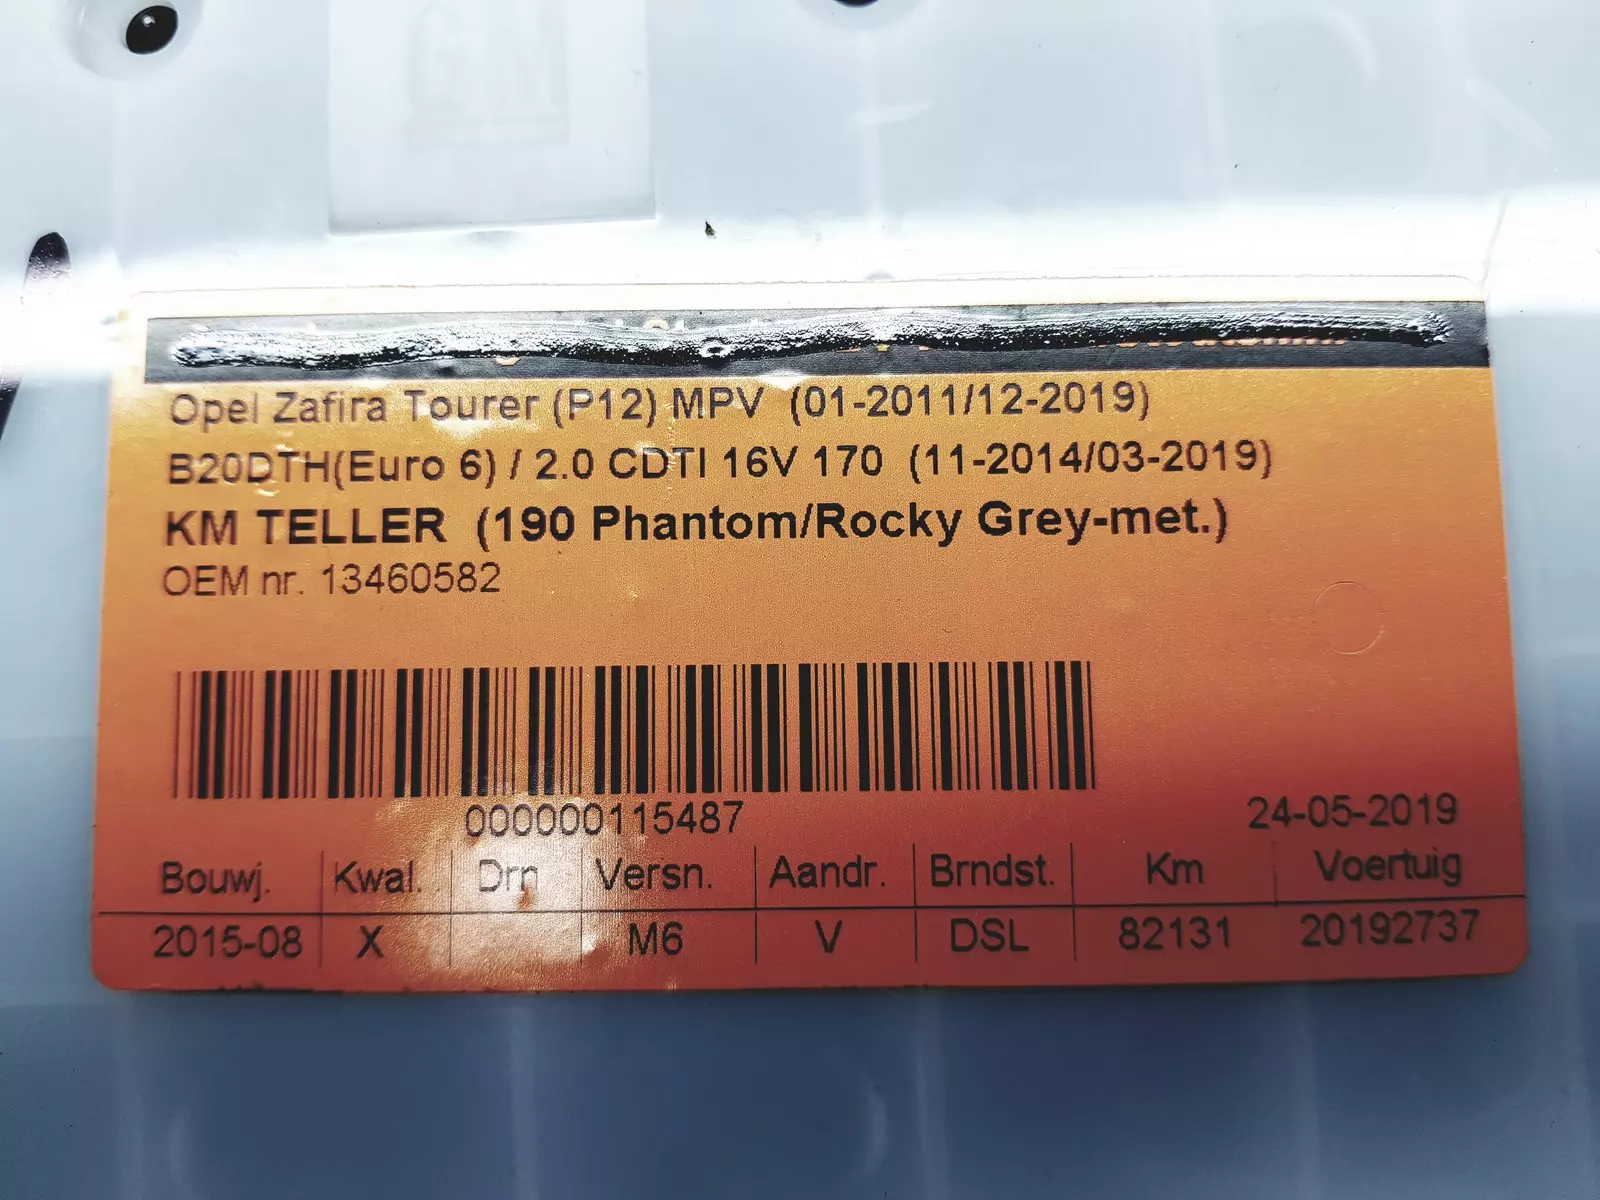 GM
Opel Zafira Tourer (P12) MPV (01-2011/12-2019)
B20DTH(Euro 6) / 2.0 CDTI 16V 170 (11-2014/03-2019)
KM TELLER (190 Phantom/Rocky Grey-met.)
OEM nr. 13460582
000000115487
24-05-2019
Bouwj. Kwal. Drn Versn. Aandr. Brndst. Km Voertuig
2015-08 X M6 V DSL 82131 20192737